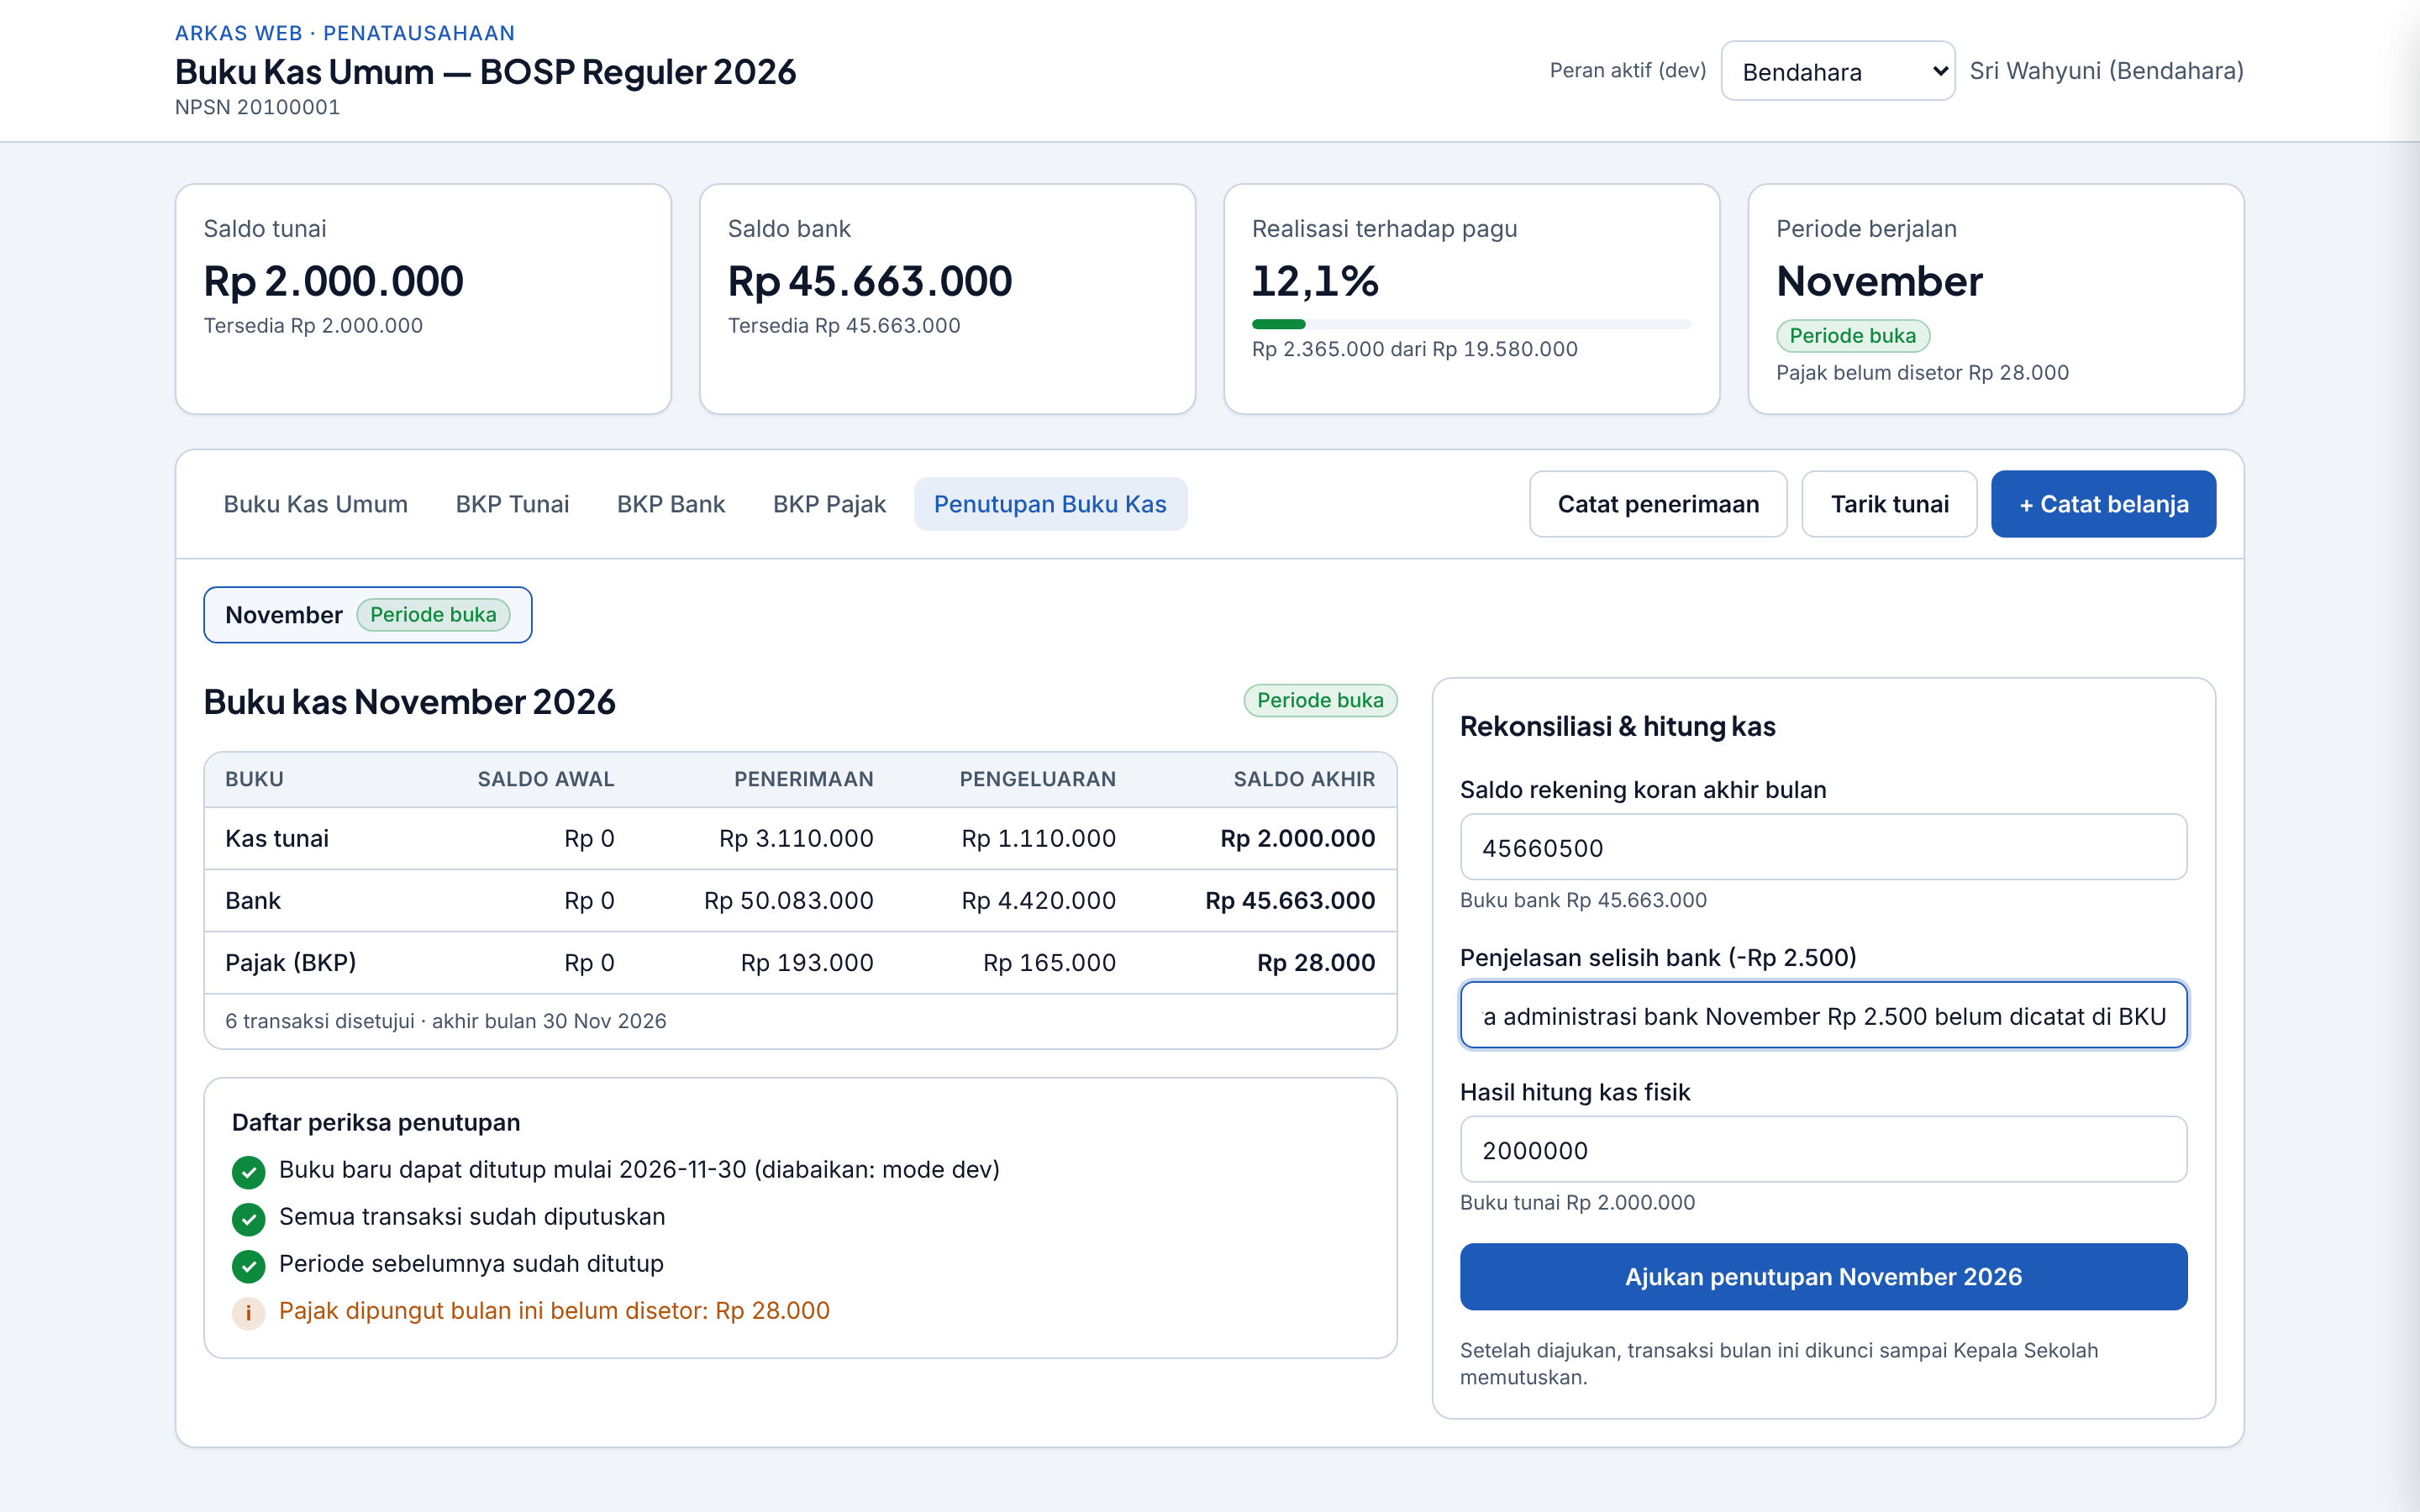 ARKAS WEB · PENATAUSAHAAN
Buku Kas Umum — BOSP Reguler 2026
NPSN 20100001
Peran aktif (dev)
Bendahara
Sri Wahyuni (Bendahara)
Saldo tunai
Rp 2.000.000
Tersedia Rp 2.000.000
Saldo bank
Rp 45.663.000
Tersedia Rp 45.663.000
Realisasi terhadap pagu
12,1%
Rp 2.365.000 dari Rp 19.580.000
Periode berjalan
November
Periode buka
Pajak belum disetor Rp 28.000
Buku Kas Umum
BKP Tunai
BKP Bank
BKP Pajak
Penutupan Buku Kas
Catat penerimaan
Tarik tunai
+ Catat belanja
November Periode buka
Buku kas November 2026
Periode buka
BUKU SALDO AWAL PENERIMAAN PENGELUARAN SALDO AKHIR
Kas tunai Rp 0 Rp 3.110.000 Rp 1.110.000 Rp 2.000.000
Bank Rp 0 Rp 50.083.000 Rp 4.420.000 Rp 45.663.000
Pajak (BKP) Rp 0 Rp 193.000 Rp 165.000 Rp 28.000
6 transaksi disetujui · akhir bulan 30 Nov 2026
Daftar periksa penutupan
Buku baru dapat ditutup mulai 2026-11-30 (diabaikan: mode dev)
Semua transaksi sudah diputuskan
Periode sebelumnya sudah ditutup
i Pajak dipungut bulan ini belum disetor: Rp 28.000
Rekonsiliasi & hitung kas
Saldo rekening koran akhir bulan
45660500
Buku bank Rp 45.663.000
Penjelasan selisih bank (-Rp 2.500)
a administrasi bank November Rp 2.500 belum dicatat di BKU
Hasil hitung kas fisik
2000000
Buku tunai Rp 2.000.000
Ajukan penutupan November 2026
Setelah diajukan, transaksi bulan ini dikunci sampai Kepala Sekolah
memutuskan.